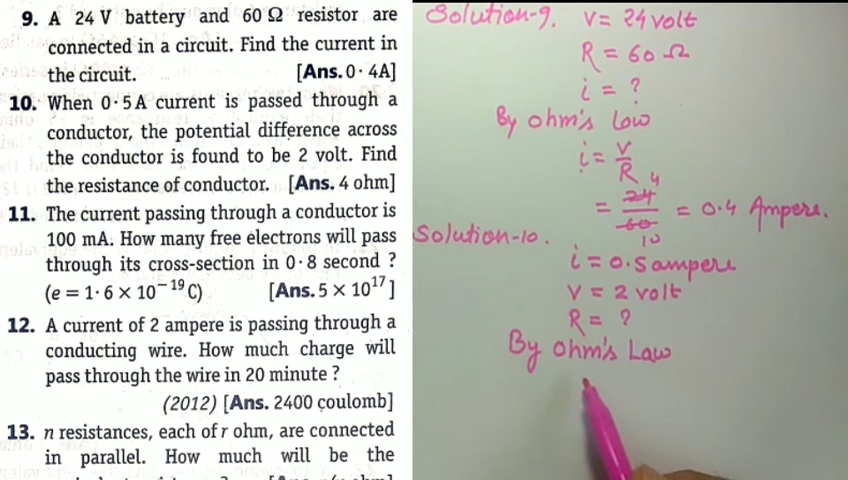 9. A 24 V battery and 60 Ω resistor are
connected in a circuit. Find the current in
the circuit. [Ans. 0·4A]
10. When 0·5 A current is passed through a
conductor, the potential difference across
the conductor is found to be 2 volt. Find
the resistance of conductor. [Ans. 4 ohm]
11. The current passing through a conductor is
100 mA. How many free electrons will pass
through its cross-section in 0·8 second ?
(e = 1·6 × 10⁻¹⁹ C) [Ans. 5 × 10¹⁷]
12. A current of 2 ampere is passing through a
conducting wire. How much charge will
pass through the wire in 20 minute ?
(2012) [Ans. 2400 coulomb]
13. n resistances, each of r ohm, are connected
in parallel. How much will be the
Solution-9. V = 24 volt
R = 60 Ω
i = ?
By ohm's Low
i = V/R
= 24/60 = 0.4 Ampere.
4
10
Solution-10.
i = 0.5 ampere
V = 2 volt
R = ?
By Ohm's Law